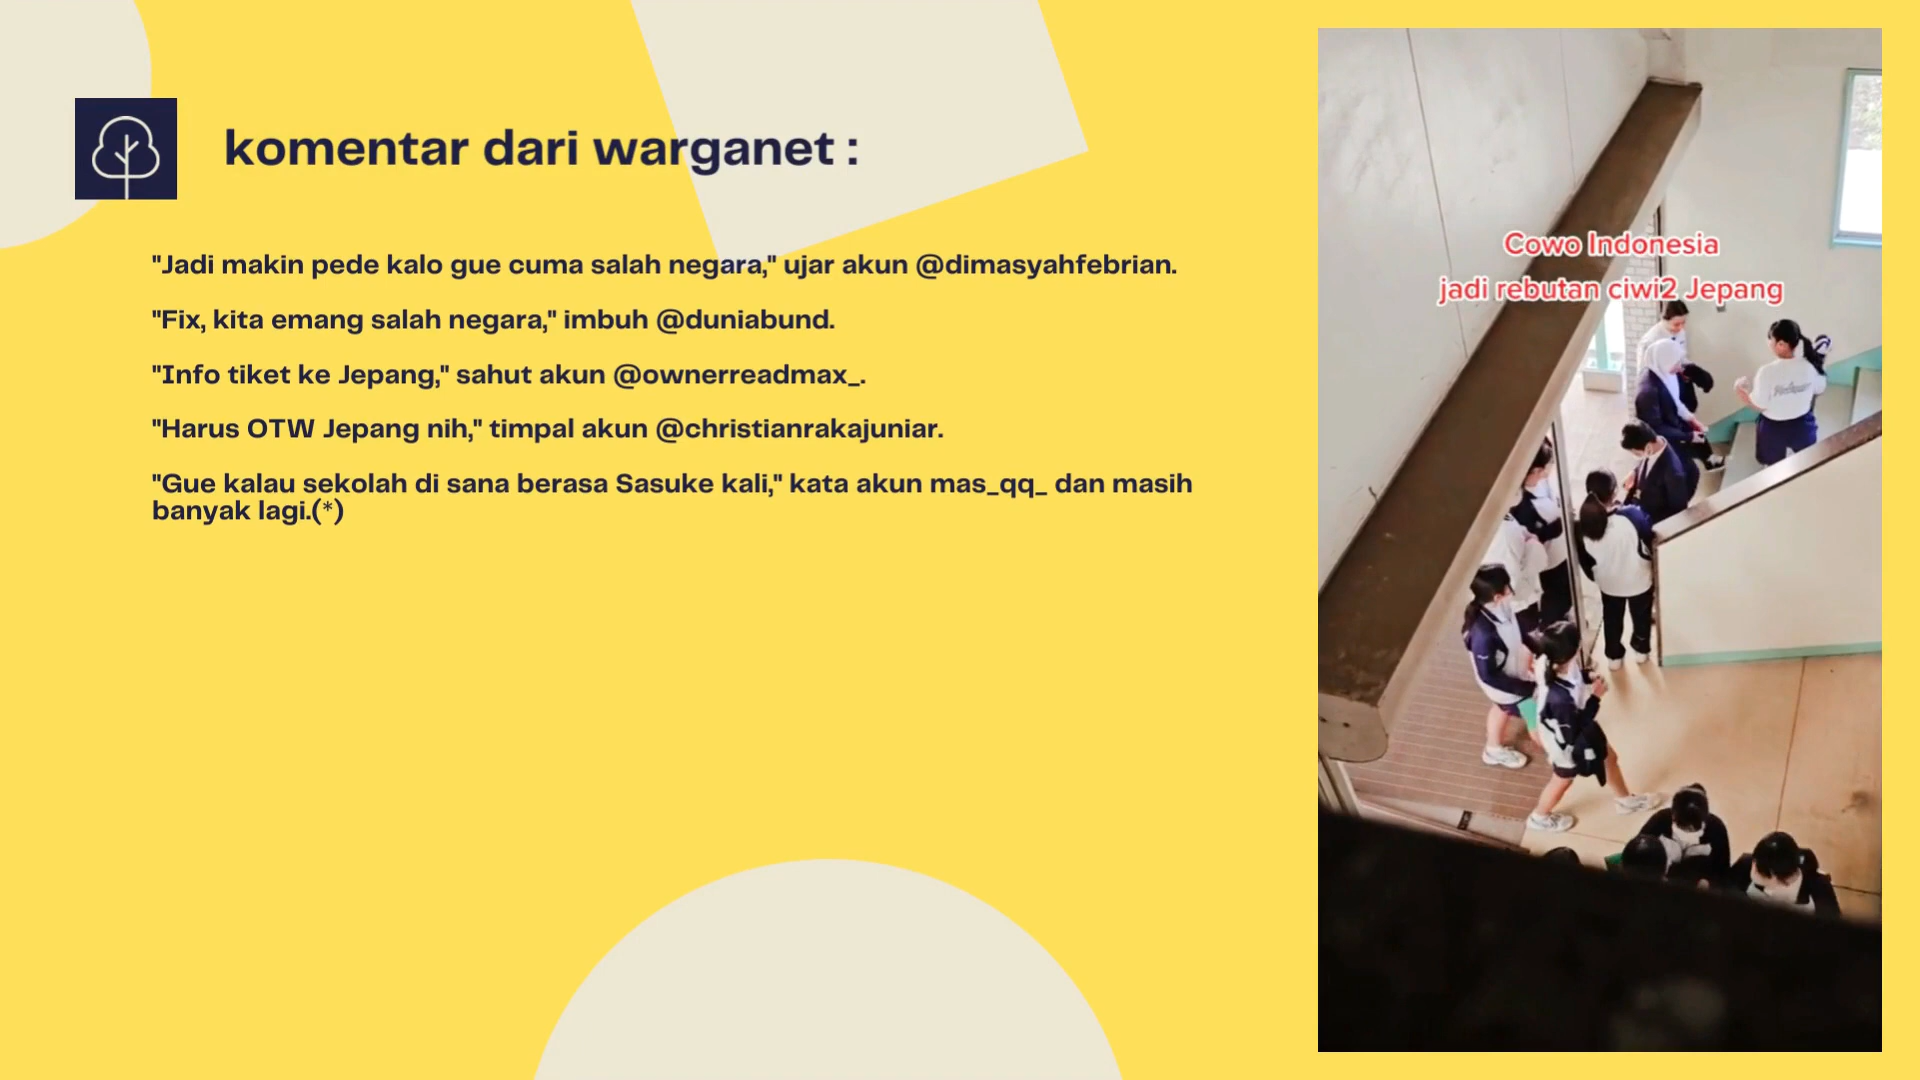 komentar dari warganet :
"Jadi makin pede kalo gue cuma salah negara," ujar akun @dimasyahfebrian.
"Fix, kita emang salah negara," imbuh @duniabund.
"Info tiket ke Jepang," sahut akun @ownerreadmax_.
"Harus OTW Jepang nih," timpal akun @christianrakajuniar.
"Gue kalau sekolah di sana berasa Sasuke kali," kata akun mas_qq_ dan masih
banyak lagi.(*)
Cowo Indonesia
jadi rebutan ciwi2 Jepang